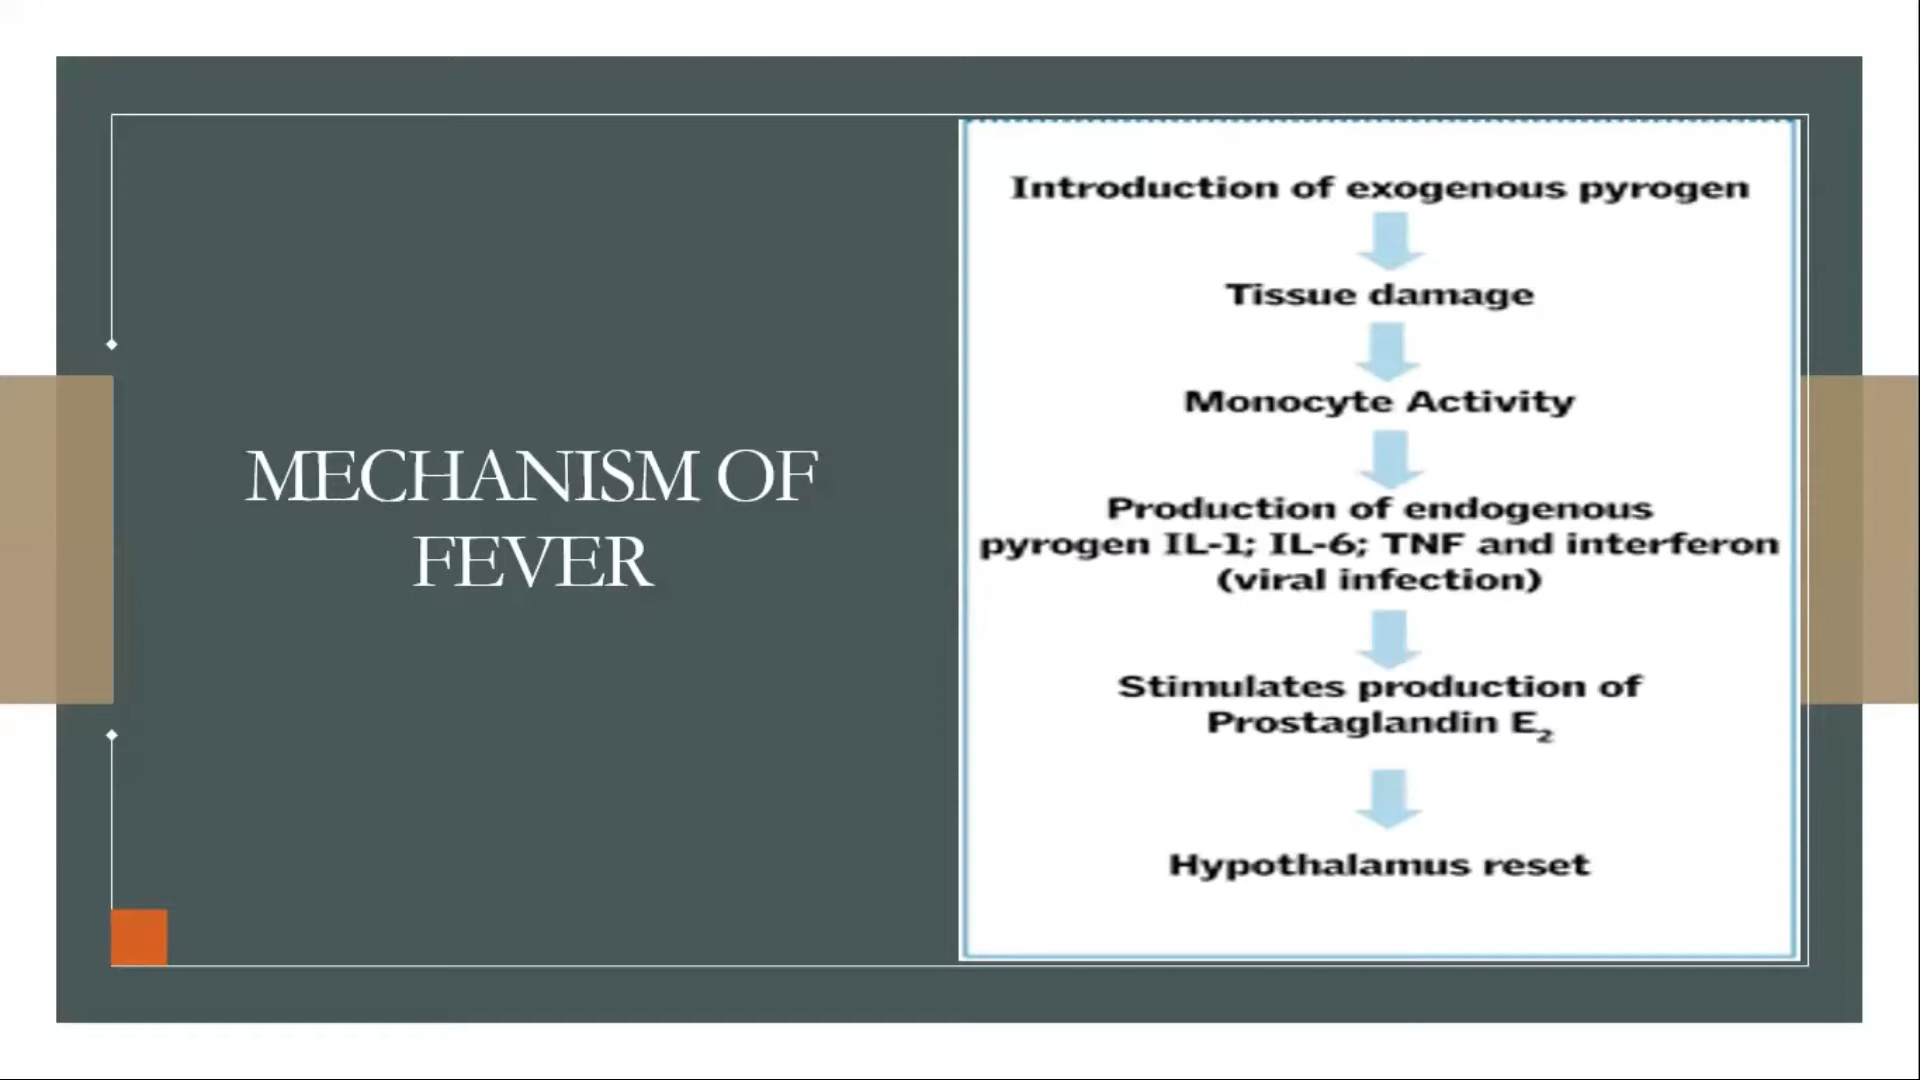 MECHANISM OF
FEVER
Introduction of exogenous pyrogen
Tissue damage
Monocyte Activity
Production of endogenous
pyrogen IL-1; IL-6; TNF and interferon
(viral infection)
Stimulates production of
Prostaglandin E₂
Hypothalamus reset